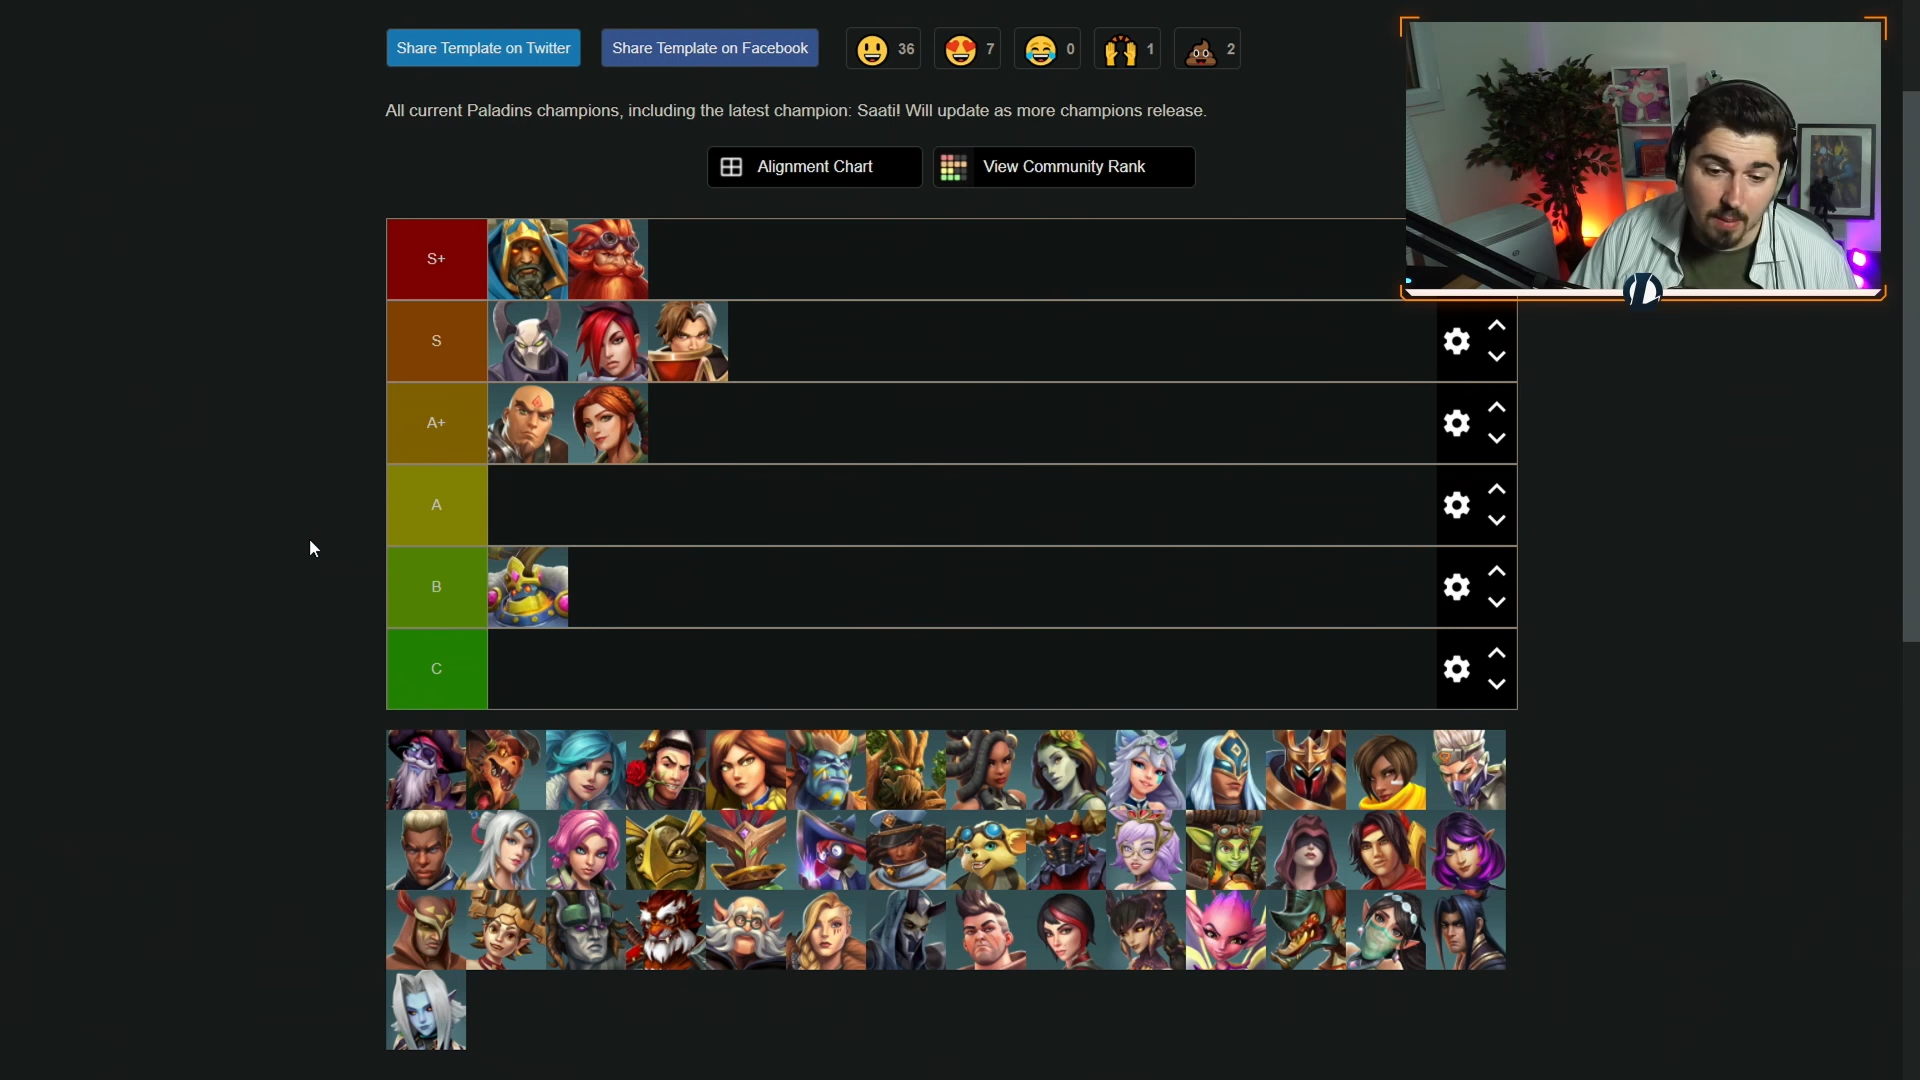 Share Template on Twitter
Share Template on Facebook
36
7
0
1
2
All current Paladins champions, including the latest champion: Saati! Will update as more champions release.
Alignment Chart
View Community Rank
S+
S
A+
A
B
C